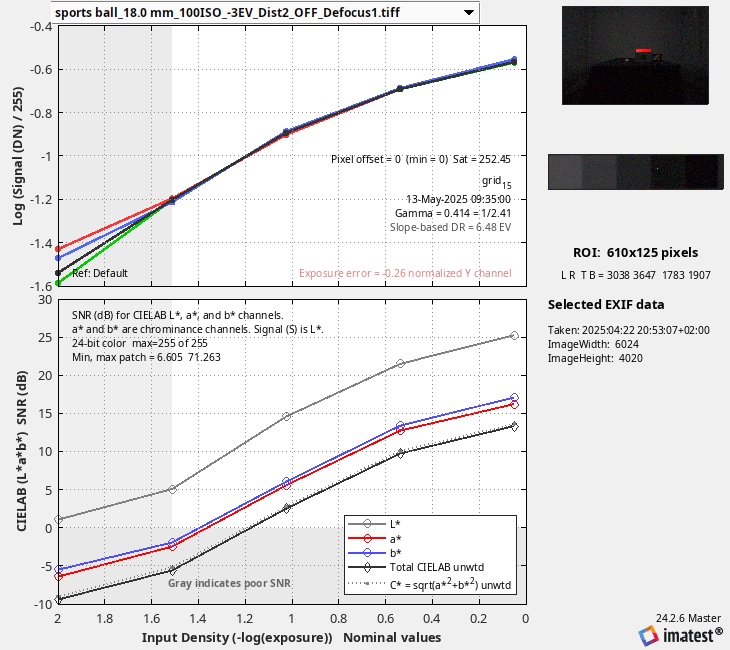 sports ball_18.0 mm_100ISO_-3EV_Dist2_OFF_Defocus1.tiff
-0.4
-0.6
-0.8
-1
-1.2
-1.4
-1.6
Log (Signal (DN) / 255)
Pixel offset = 0 (min = 0) Sat = 252.45
grid15
13-May-2025 09:35:00
Gamma = 0.414 = 1/2.41
Slope-based DR = 6.48 EV
Ref: Default
Exposure error = -0.26 normalized Y channel
ROI: 610x125 pixels
L R T B = 3038 3647 1783 1907
Selected EXIF data
Taken: 2025:04:22 20:53:07+02:00
ImageWidth: 6024
ImageHeight: 4020
30
25
20
15
10
5
0
-5
-10
CIELAB (L*a*b*) SNR (dB)
SNR (dB) for CIELAB L*, a*, and b* channels.
a* and b* are chrominance channels. Signal (S) is L*.
24-bit color max=255 of 255
Min, max patch = 6.605 71.263
L*
a*
b*
Total CIELAB unwtd
C* = sqrt(a*²+b*²) unwtd
Gray indicates poor SNR
2 1.8 1.6 1.4 1.2 1 0.8 0.6 0.4 0.2 0
Input Density (-log(exposure)) Nominal values
24.2.6 Master
imatest®